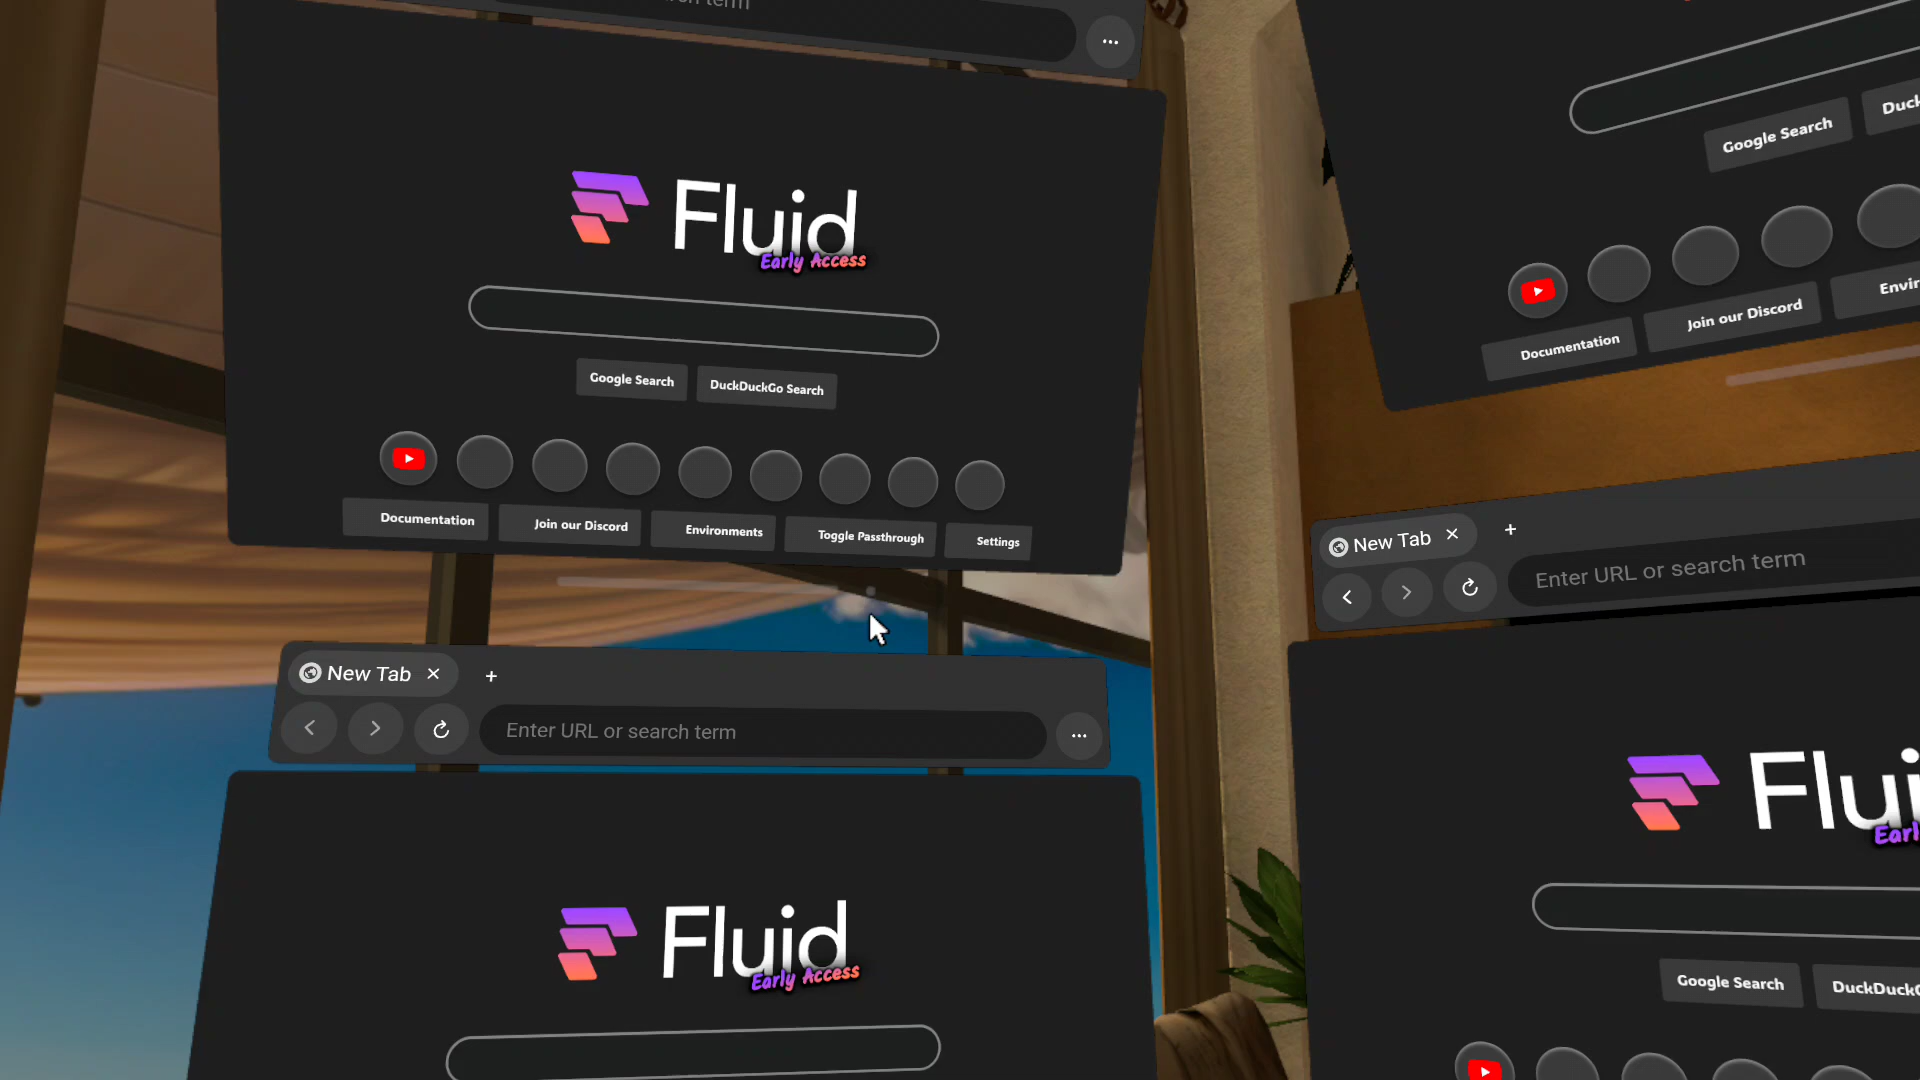 Fluid
Early Access
Google Search
DuckDuckGo Search
Documentation
Join our Discord
Environments
Toggle Passthrough
Settings
New Tab
Enter URL or search term
Fluid
Early Access
Google Search
Documentation
Join our Discord
New Tab
Enter URL or search term
Google Search